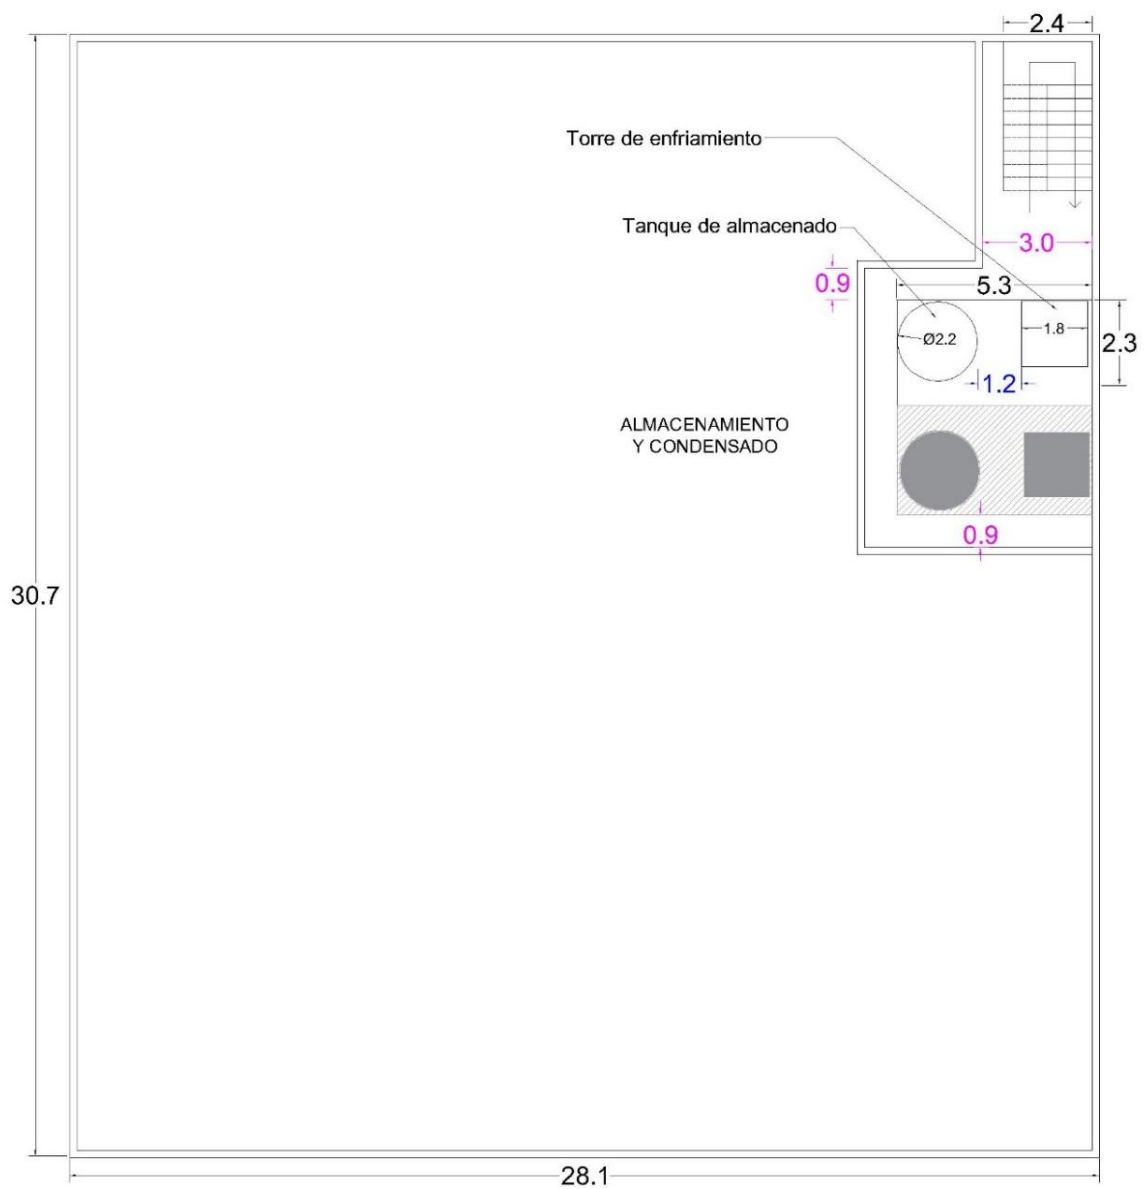 2.4
Torre de enfriamiento
Tanque de almacenado
3.0
0.9
5.3
Ø2.2
1.8
2.3
1.2
ALMACENAMIENTO
Y CONDENSADO
0.9
30.7
28.1